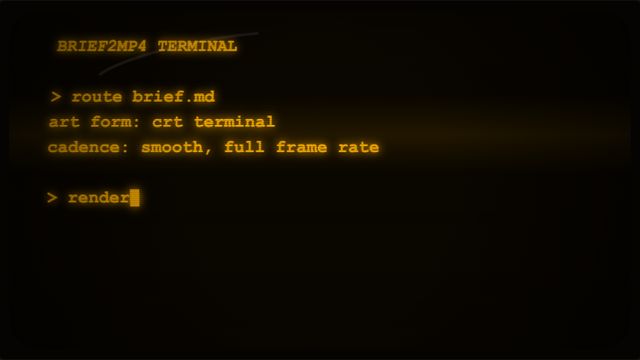 BRIEF2MP4 TERMINAL
> route brief.md
art form: crt terminal
cadence: smooth, full frame rate
> render